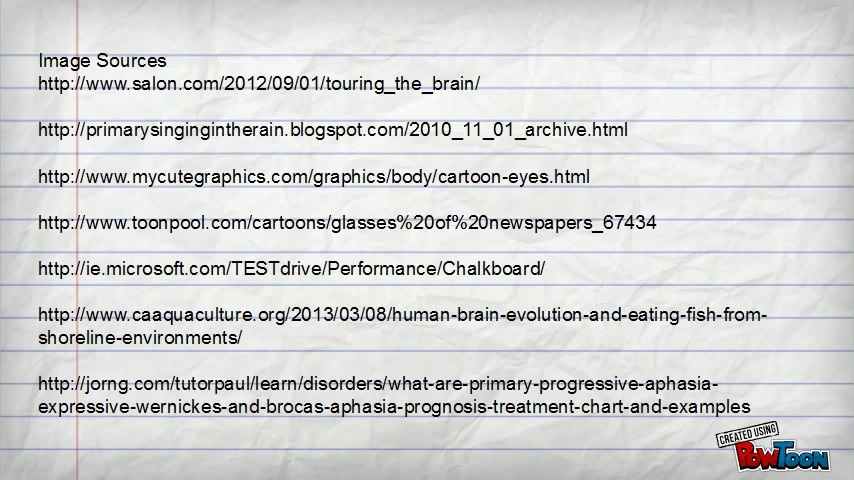 Image Sources
http://www.salon.com/2012/09/01/touring_the_brain/
http://primarysingingintherain.blogspot.com/2010_11_01_archive.html
http://www.mycutegraphics.com/graphics/body/cartoon-eyes.html
http://www.toonpool.com/cartoons/glasses%20of%20newspapers_67434
http://ie.microsoft.com/TESTdrive/Performance/Chalkboard/
http://www.caaquaculture.org/2013/03/08/human-brain-evolution-and-eating-fish-from-
shoreline-environments/
http://jorng.com/tutorpaul/learn/disorders/what-are-primary-progressive-aphasia-
expressive-wernickes-and-brocas-aphasia-prognosis-treatment-chart-and-examples
CREATED USING
POWTOON